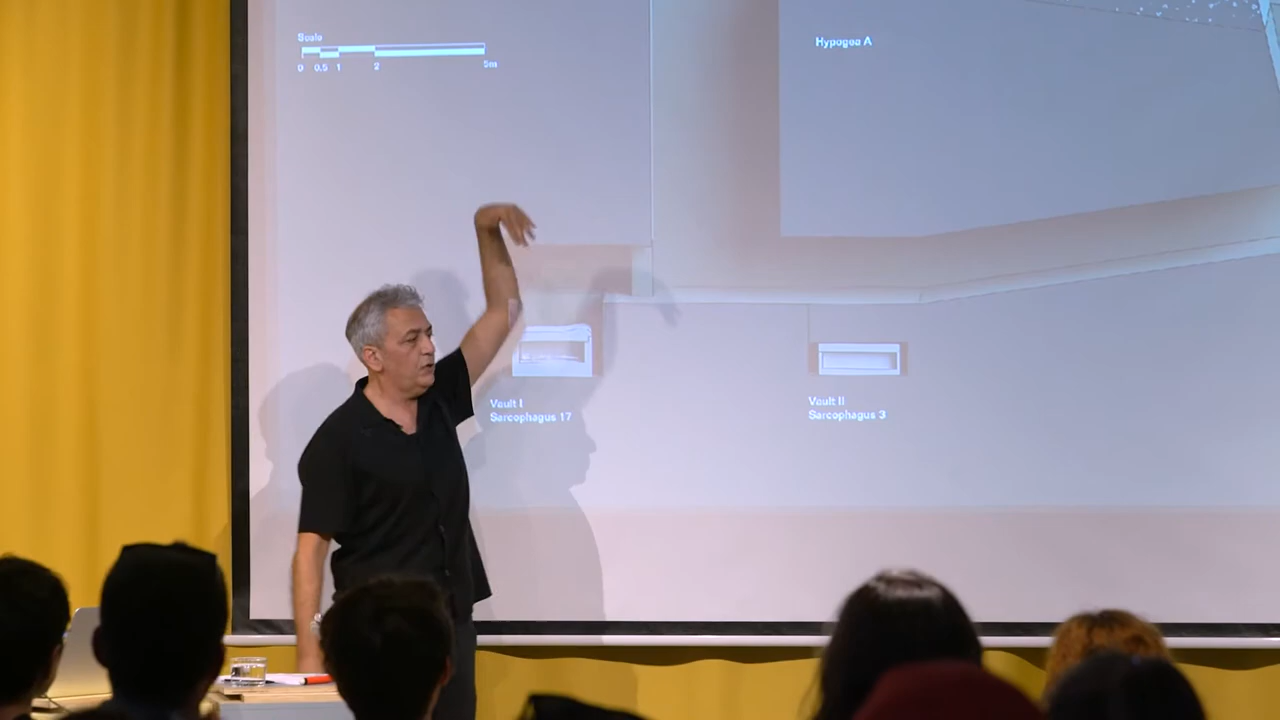 Scale
0 0.5 1 2 5m
Hypogea A
Vault I
Sarcophagus 17
Vault II
Sarcophagus 3